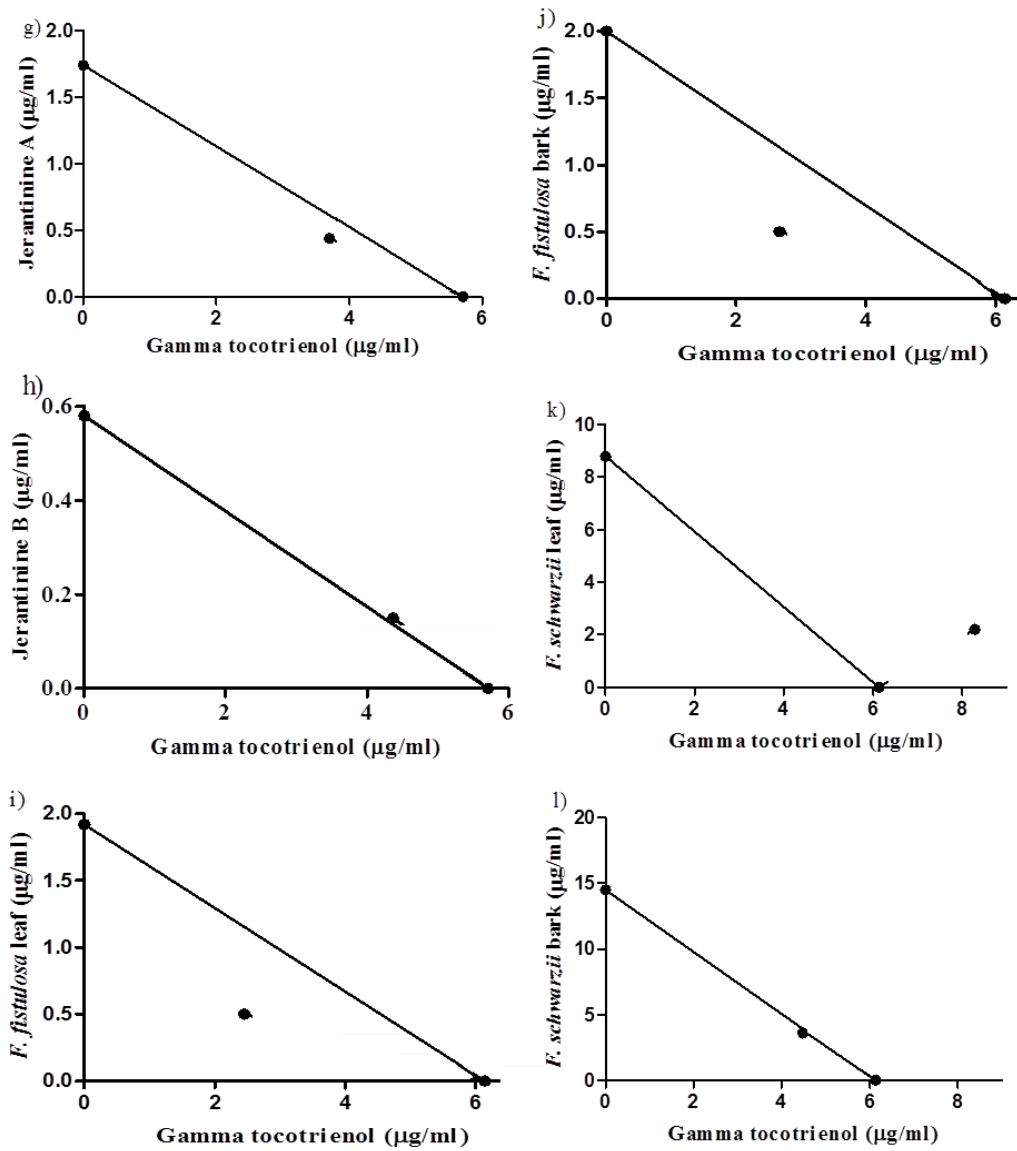 g)
Jerantinine A (µg/ml)
2.0
1.5
1.0
0.5
0.0
0 2 4 6
Gamma tocotrienol (µg/ml)
j)
F. fistulosa bark (µg/ml)
2.0
1.5
1.0
0.5
0.0
0 2 4 6
Gamma tocotrienol (µg/ml)
h)
Jerantinine B (µg/ml)
0.6
0.4
0.2
0.0
0 2 4 6
Gamma tocotrienol (µg/ml)
k)
F. schwarzii leaf (µg/ml)
10
8
6
4
2
0
0 2 4 6 8
Gamma tocotrienol (µg/ml)
i)
F. fistulosa leaf (µg/ml)
2.0
1.5
1.0
0.5
0.0
0 2 4 6
Gamma tocotrienol (µg/ml)
l)
F. schwarzii bark (µg/ml)
20
15
10
5
0
0 2 4 6 8
Gamma tocotrienol (µg/ml)